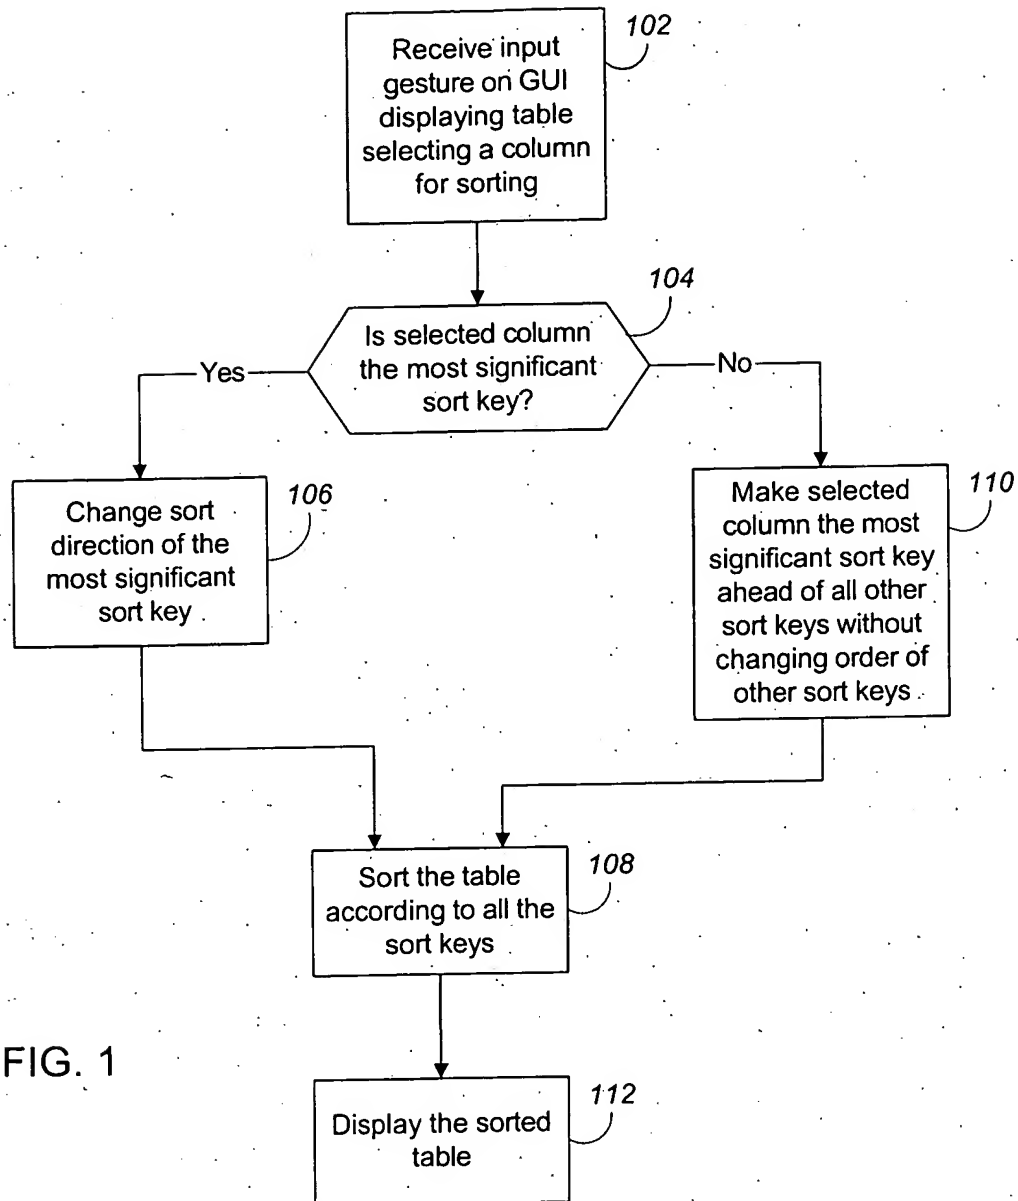 102
Receive input
gesture on GUI
displaying table
selecting a column
for sorting
104
Is selected column
the most significant
sort key?
Yes
No
106
Change sort
direction of the
most significant
sort key
110
Make selected
column the most
significant sort key
ahead of all other
sort keys without
changing order of
other sort keys
108
Sort the table
according to all the
sort keys
FIG. 1
112
Display the sorted
table